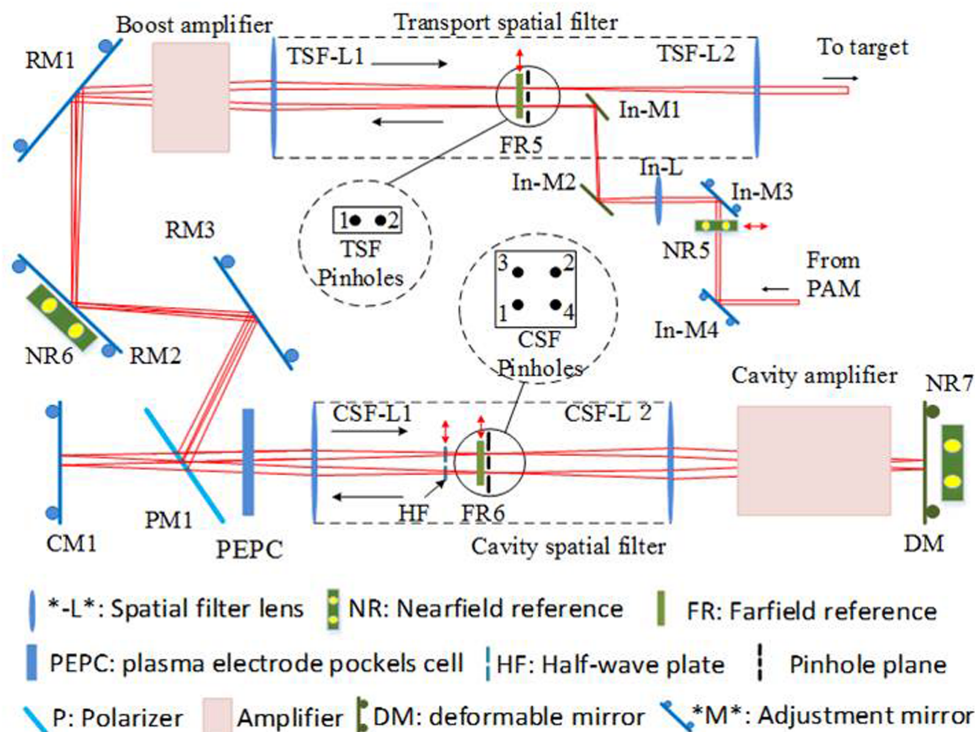 Boost amplifier
Transport spatial filter
RM1
TSF-L1
TSF-L2
To target
In-M1
FR5
In-L
In-M2
In-M3
1 2
TSF
Pinholes
RM3
NR5
From
PAM
3 2
1 4
CSF
Pinholes
In-M4
NR6
RM2
Cavity amplifier
NR7
CSF-L1
CSF-L 2
HF
FR6
PM1
CM1
PEPC
Cavity spatial filter
DM
*-L*: Spatial filter lens
NR: Nearfield reference
FR: Farfield reference
PEPC: plasma electrode pockels cell
HF: Half-wave plate
Pinhole plane
P: Polarizer
Amplifier
DM: deformable mirror
*M*: Adjustment mirror